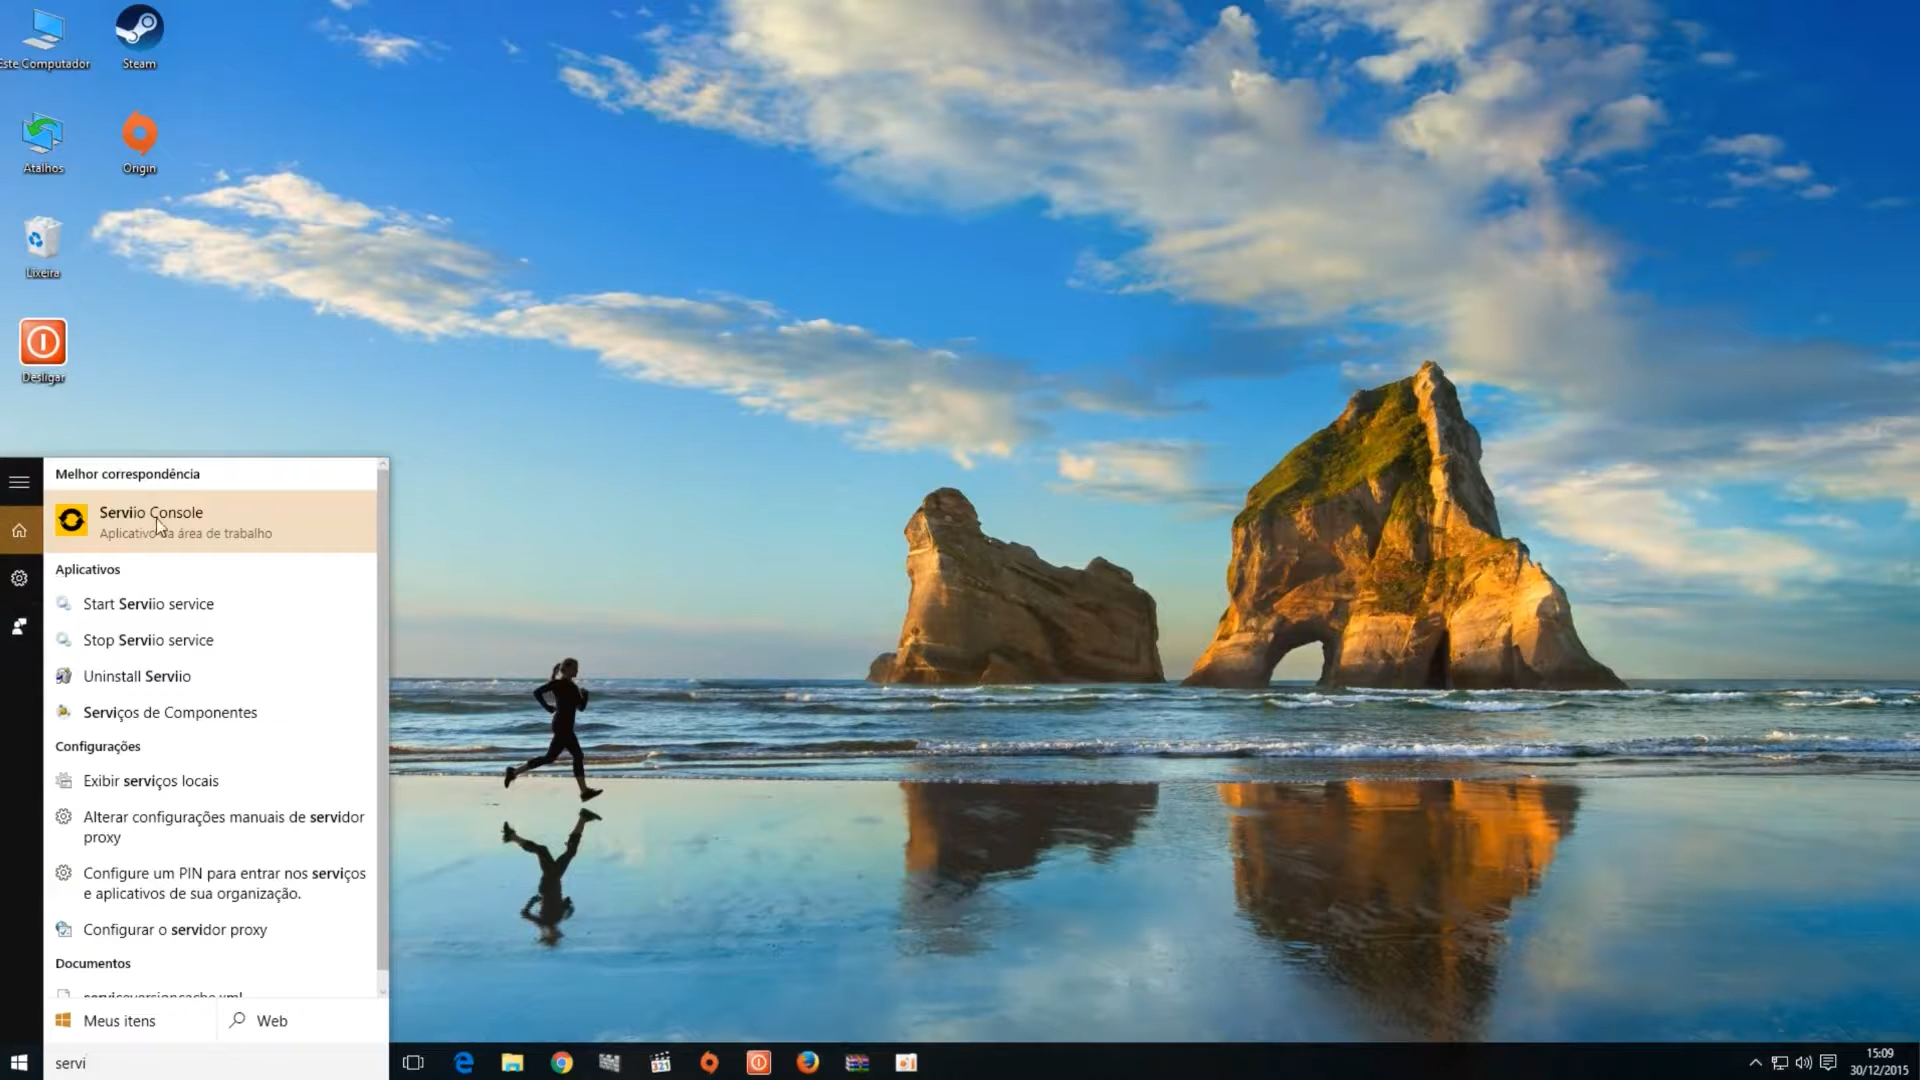 Este Computador
Steam
Atalhos
Origin
Lixeira
Desligar
Melhor correspondência
Serviio Console
Aplicativo da área de trabalho
Aplicativos
Start Serviio service
Stop Serviio service
Uninstall Serviio
Serviços de Componentes
Configurações
Exibir serviços locais
Alterar configurações manuais de servidor
proxy
Configure um PIN para entrar nos serviços
e aplicativos de sua organização.
Configurar o servidor proxy
Documentos
serviceversioncache.xml
Meus itens
Web
servi
321
15:09
30/12/2015